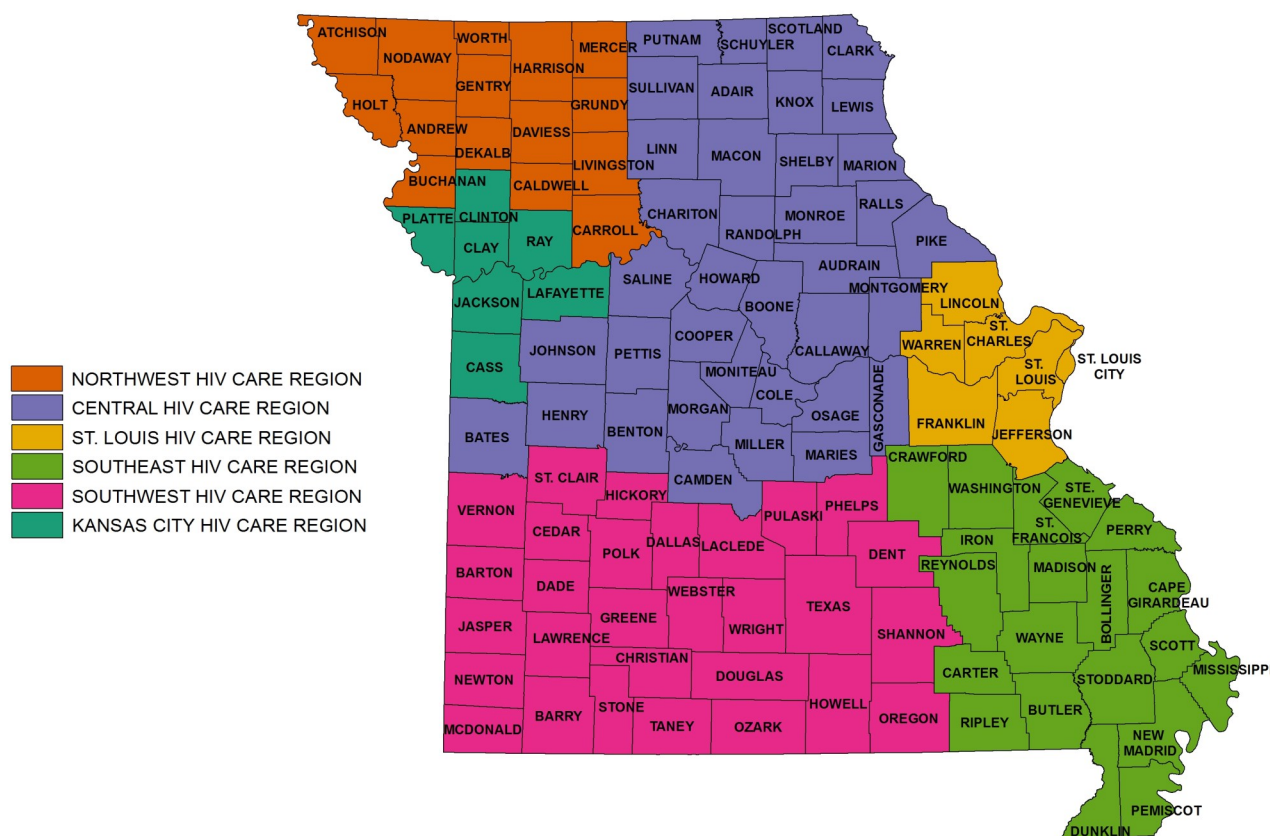 ATCHISON
NODAWAY
WORTH
HARRISON
MERCER
PUTNAM
SCHUYLER
SCOTLAND
CLARK
HOLT
GENTRY
GRUNDY
SULLIVAN
ADAIR
KNOX
LEWIS
ANDREW
DEKALB
DAVIESS
LIVINGSTON
LINN
MACON
SHELBY
MARION
BUCHANAN
CALDWELL
CHARITON
MONROE
RALLS
PLATTE
CLINTON
CLAY
RAY
CARROLL
RANDOLPH
PIKE
AUDRAIN
JACKSON
LAFAYETTE
SALINE
HOWARD
BOONE
MONTGOMERY
LINCOLN
CASS
JOHNSON
PETTIS
COOPER
CALLAWAY
WARREN
ST.
CHARLES
ST.
LOUIS
ST. LOUIS
CITY
MONITEAU
COLE
BATES
HENRY
BENTON
MORGAN
MILLER
OSAGE
GASCONADE
FRANKLIN
JEFFERSON
MARIES
CAMDEN
CRAWFORD
WASHINGTON
STE.
GENEVIEVE
ST.
FRANCOIS
PERRY
VERNON
ST. CLAIR
HICKORY
PULASKI
PHELPS
CEDAR
POLK
DALLAS
LACLEDE
DENT
IRON
REYNOLDS
MADISON
BOLLINGER
CAPE
GIRARDEAU
BARTON
DADE
WEBSTER
TEXAS
JASPER
LAWRENCE
GREENE
WRIGHT
SHANNON
WAYNE
SCOTT
MISSISSIPPI
CHRISTIAN
DOUGLAS
CARTER
STODDARD
NEWTON
BARRY
STONE
TANEY
OZARK
HOWELL
OREGON
RIPLEY
BUTLER
NEW
MADRID
MCDONALD
PEMISCOT
DUNKLIN
NORTHWEST HIV CARE REGION
CENTRAL HIV CARE REGION
ST. LOUIS HIV CARE REGION
SOUTHEAST HIV CARE REGION
SOUTHWEST HIV CARE REGION
KANSAS CITY HIV CARE REGION